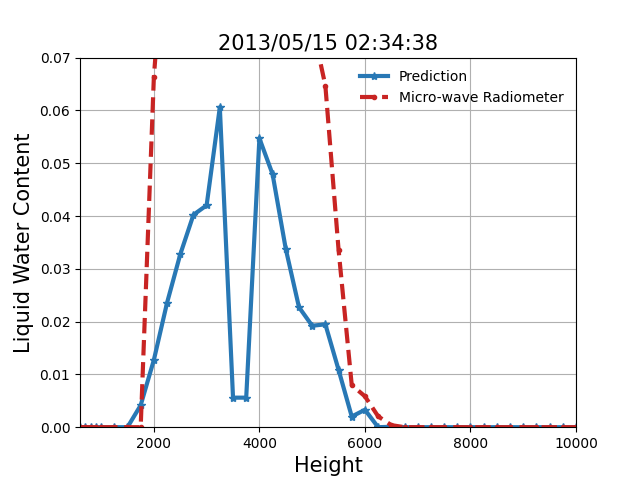 2013/05/15 02:34:38
0.07
0.06
0.05
0.04
0.03
0.02
0.01
0.00
Liquid Water Content
Prediction
Micro-wave Radiometer
2000 4000 6000 8000 10000
Height